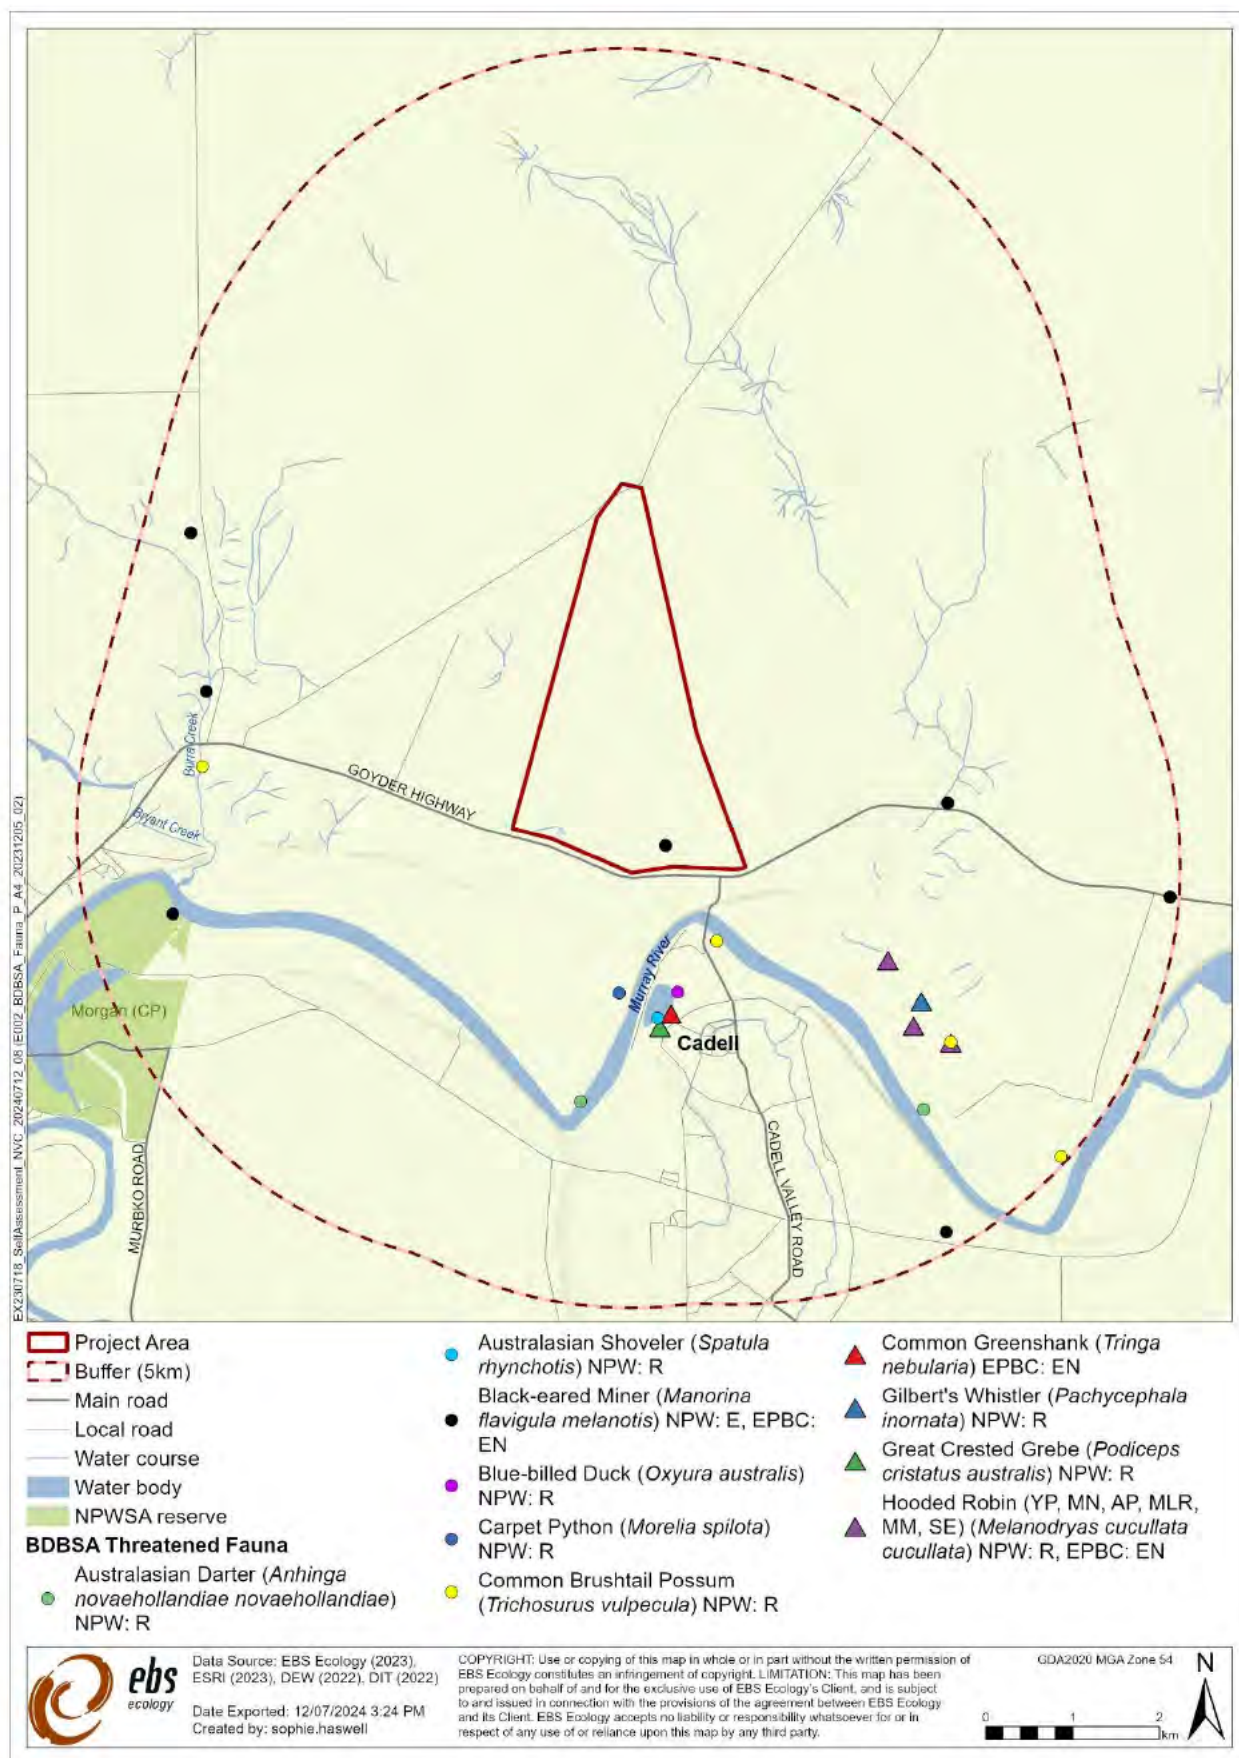 EX230718_SelfAssessment_NVC_20240712_08 (E002_BDBSA_Fauna_P_A4_20231205_02)
GOYDER HIGHWAY
Burra Creek
Bryant Creek
Murray River
Morgan (CP)
Cadell
MURBKO ROAD
CADELL VALLEY ROAD
Project Area
Buffer (5km)
Main road
Local road
Water course
Water body
NPWSA reserve
BDBSA Threatened Fauna
Australasian Darter (Anhinga
novaehollandiae novaehollandiae)
NPW: R
Australasian Shoveler (Spatula
rhynchotis) NPW: R
Black-eared Miner (Manorina
flavigula melanotis) NPW: E, EPBC:
EN
Blue-billed Duck (Oxyura australis)
NPW: R
Carpet Python (Morelia spilota)
NPW: R
Common Brushtail Possum
(Trichosurus vulpecula) NPW: R
Common Greenshank (Tringa
nebularia) EPBC: EN
Gilbert's Whistler (Pachycephala
inornata) NPW: R
Great Crested Grebe (Podiceps
cristatus australis) NPW: R
Hooded Robin (YP, MN, AP, MLR,
MM, SE) (Melanodryas cucullata
cucullata) NPW: R, EPBC: EN
ebs
ecology
Data Source: EBS Ecology (2023),
ESRI (2023), DEW (2022), DIT (2022)
Date Exported: 12/07/2024 3:24 PM
Created by: sophie.haswell
COPYRIGHT: Use or copying of this map in whole or in part without the written permission of
EBS Ecology constitutes an infringement of copyright. LIMITATION: This map has been
prepared on behalf of and for the exclusive use of EBS Ecology's Client, and is subject
to and issued in connection with the provisions of the agreement between EBS Ecology
and its Client. EBS Ecology accepts no liability or responsibility whatsoever for or in
respect of any use of or reliance upon this map by any third party.
GDA2020 MGA Zone 54
N
0 1 2
km